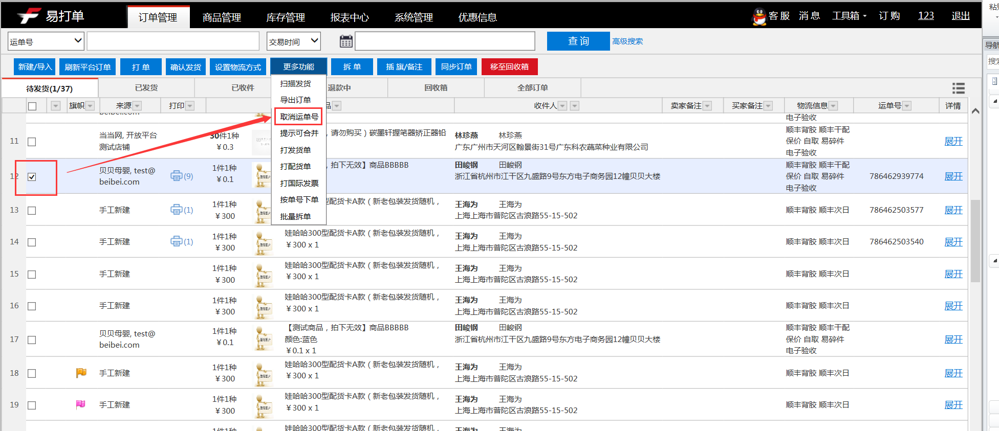 易打单 订单管理 商品管理 库存管理 报表中心 系统管理 优惠信息 客服 消息 工具箱 订购 123 退出
运单号 交易时间 查询 高级搜索
新建/导入 刷新平台订单 打单 确认发货 设置物流方式 更多功能 拆单 插旗/备注 同步订单 移至回收箱
待发货(1/37) 已发货 已收件 退款中 回收箱 全部订单
扫描发货
导出订单
取消运单号
提示可合并
打发货单
打配货单
打国际发票
按单号下单
批量拆单
旗帜 来源 打印 品 收件人 卖家备注 买家备注 物流信息 运单号 详情
beibei.com
电子验收
11 当当网, 开放平台
测试店铺
30件1种
¥0.3
, 请勿购买）碳墨轩握笔器矫正器铅
林珍燕 林珍燕
广东广州市天河区翰景街31号广东科农蔬菜种业有限公司
顺丰背胶 顺丰干配
保价 自取 易碎件
电子验收
展开
12 贝贝母婴, test@
beibei.com
(9)
1件1种
¥0.1
, 拍下无效】商品BBBBB
田峻钢 田峻钢
浙江省杭州市江干区九盛路9号东方电子商务园12幢贝贝大楼
顺丰背胶 顺丰干配
保价 自取 易碎件
电子验收
786462939774 展开
13 手工新建 (1)
1件1种
¥300
号型配货卡A款（新老包装发货随机，
王海为 王海为
上海上海市普陀区古浪路55-15-502
顺丰背胶 顺丰次日 786462503577 展开
14 手工新建 (1)
1件1种
¥300
娃哈哈300型配货卡A款（新老包装发货随机，
¥300 x 1
王海为 王海为
上海上海市普陀区古浪路55-15-502
顺丰背胶 顺丰次日 786462503540 展开
15 手工新建
1件1种
¥300
娃哈哈300型配货卡A款（新老包装发货随机，
¥300 x 1
王海为 王海为
上海上海市普陀区古浪路55-15-502
顺丰背胶 顺丰次日 展开
16 手工新建
1件1种
¥300
娃哈哈300型配货卡A款（新老包装发货随机，
¥300 x 1
王海为 王海为
上海上海市普陀区古浪路55-15-502
顺丰背胶 顺丰次日 展开
17 贝贝母婴, test@
beibei.com
1件1种
¥0.1
【测试商品，拍下无效】商品BBBBB
颜色:蓝色
¥0.1 x 1
田峻钢 田峻钢
浙江省杭州市江干区九盛路9号东方电子商务园12幢贝贝大楼
顺丰背胶 顺丰干配
保价 自取 易碎件
电子验收
展开
18 手工新建
1件1种
¥300
娃哈哈300型配货卡A款（新老包装发货随机，
¥300 x 1
王海为 王海为
上海上海市普陀区古浪路55-15-502
顺丰背胶 顺丰次日 展开
19 手工新建
1件1种
¥300
娃哈哈300型配货卡A款（新老包装发货随机，
¥300 x 1
王海为 王海为
上海上海市普陀区古浪路55-15-502
顺丰背胶 顺丰次日 展开
1件1种
娃哈哈300型配货卡A款（新老包装发货随机，
王海为 王海为
导航